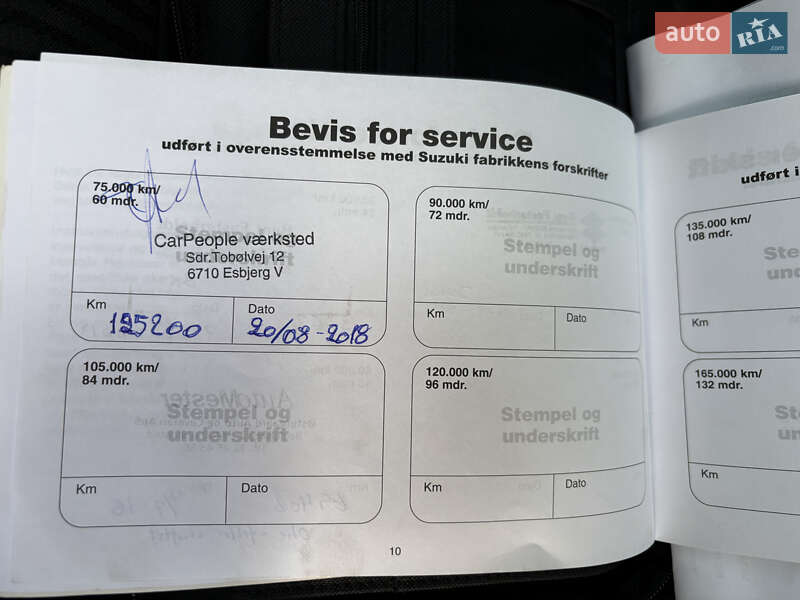 auto RIA
.com
Bevis for service
udført i overensstemmelse med Suzuki fabrikkens forskrifter
75.000 km/
60 mdr.
CarPeople værksted
Sdr.Tobølvej 12
6710 Esbjerg V
Km
125200
Dato
20/08-2018
90.000 km/
72 mdr.
Stempel og
underskrift
Km
Dato
105.000 km/
84 mdr.
Stempel og
underskrift
Km
Dato
120.000 km/
96 mdr.
Stempel og
underskrift
Km
Dato
10
udført i
135.000 km/
108 mdr.
Km
165.000 km/
132 mdr.
Km